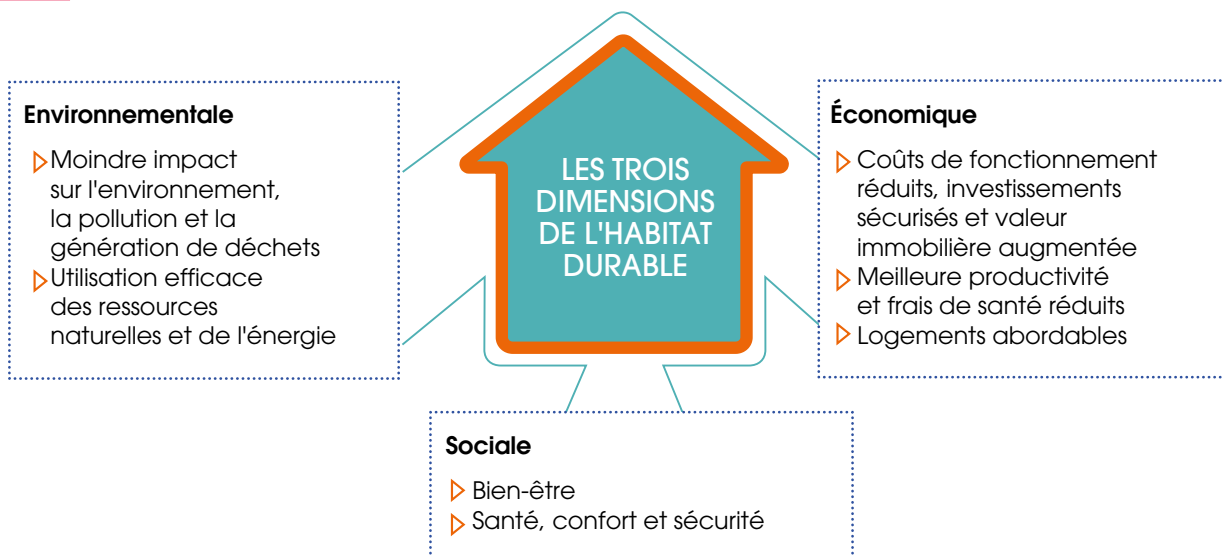 LES TROIS
DIMENSIONS
DE L'HABITAT
DURABLE
Environnementale
Moindre impact
sur l'environnement,
la pollution et la
génération de déchets
Utilisation efficace
des ressources
naturelles et de l'énergie
Économique
Coûts de fonctionnement
réduits, investissements
sécurisés et valeur
immobilière augmentée
Meilleure productivité
et frais de santé réduits
Logements abordables
Sociale
Bien-être
Santé, confort et sécurité